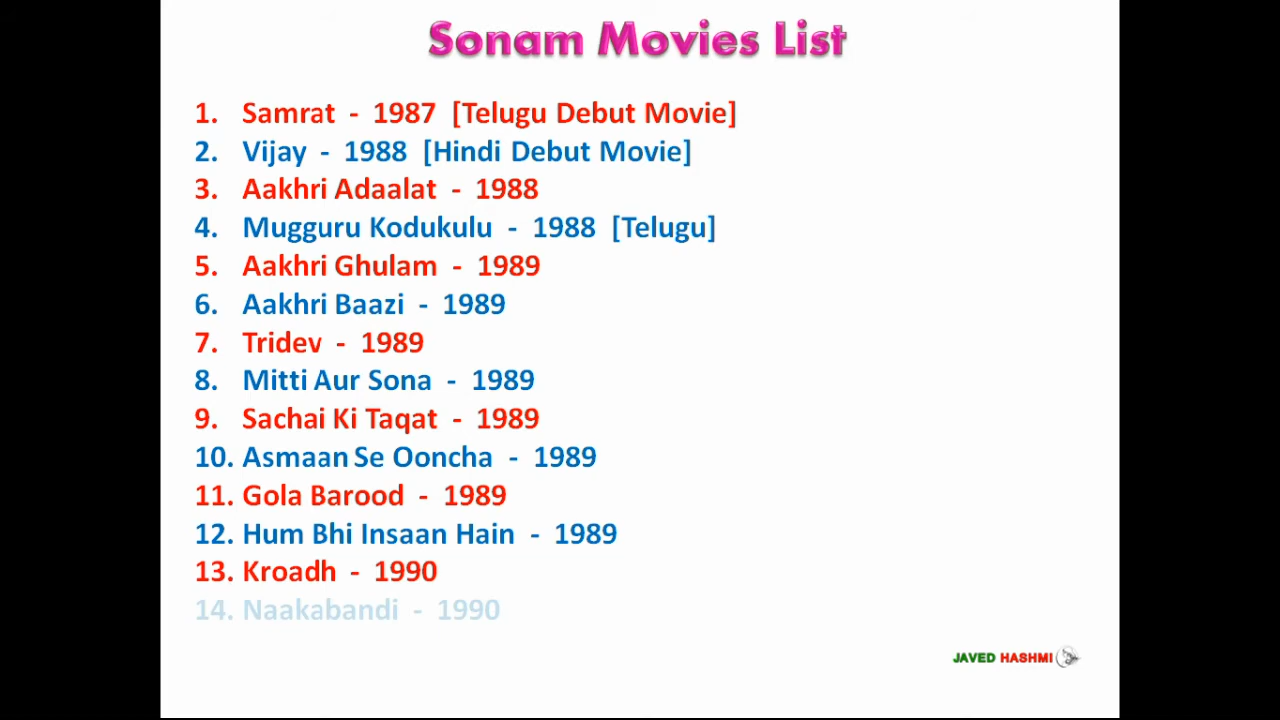 Sonam Movies List
1. Samrat - 1987 [Telugu Debut Movie]
2. Vijay - 1988 [Hindi Debut Movie]
3. Aakhri Adaalat - 1988
4. Mugguru Kodukulu - 1988 [Telugu]
5. Aakhri Ghulam - 1989
6. Aakhri Baazi - 1989
7. Tridev - 1989
8. Mitti Aur Sona - 1989
9. Sachai Ki Taqat - 1989
10. Asmaan Se Ooncha - 1989
11. Gola Barood - 1989
12. Hum Bhi Insaan Hain - 1989
13. Kroadh - 1990
14. Naakabandi - 1990
JAVED HASHMI